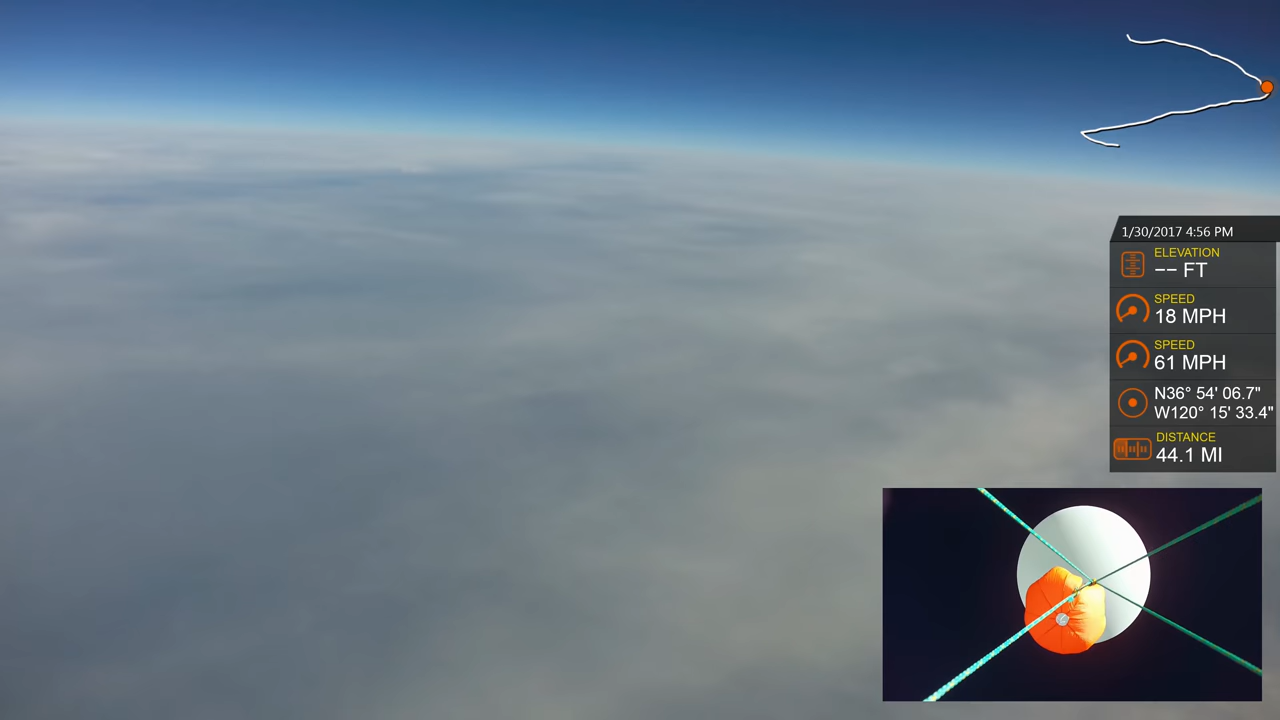 1/30/2017 4:56 PM
ELEVATION
-- FT
SPEED
18 MPH
SPEED
61 MPH
N36° 54' 06.7"
W120° 15' 33.4"
DISTANCE
44.1 MI